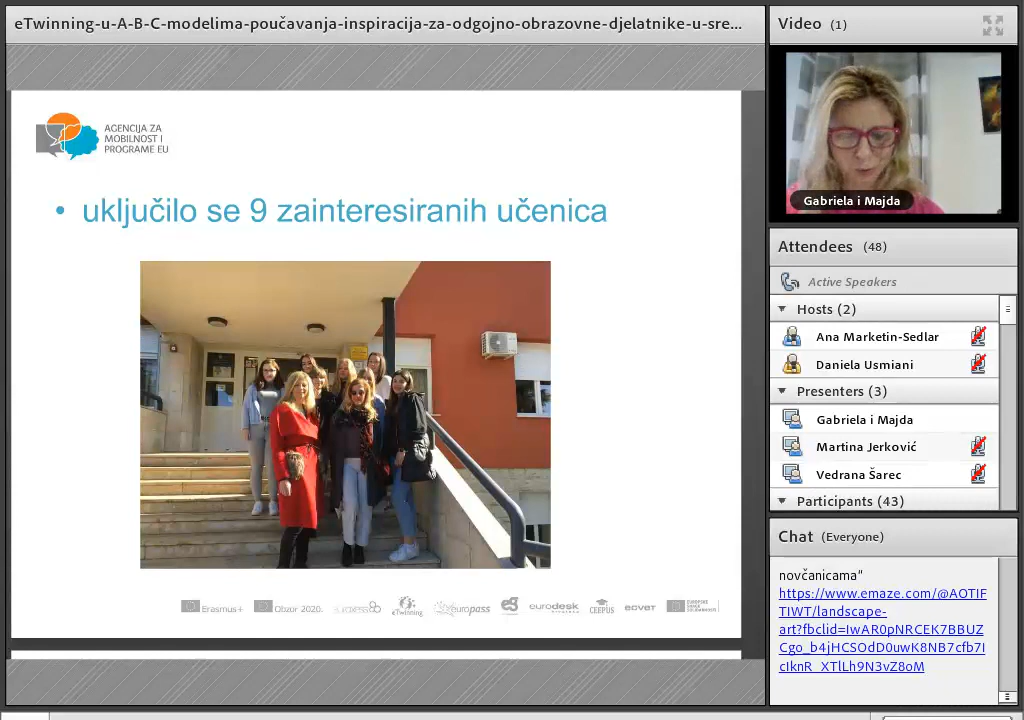 eTwinning-u-A-B-C-modelima-poučavanja-inspiracija-za-odgojno-obrazovne-djelatnike-u-sre...
AGENCIJA ZA
MOBILNOST I
PROGRAME EU
• uključilo se 9 zainteresiranih učenica
Erasmus+
Obzor 2020.
euroxess
eTwinning
europass
eurodesk
CEEPUS
ecvet
Video (1)
Gabriela i Majda
Attendees (48)
Active Speakers
Hosts (2)
Ana Marketin-Sedlar
Daniela Usmiani
Presenters (3)
Gabriela i Majda
Martina Jerković
Vedrana Šarec
Participants (43)
Chat (Everyone)
novčanicama“
https://www.emaze.com/@AOTIF
TIWT/landscape-
art?fbclid=IwAR0pNRCEK7BBUZ
Cgo_b4jHCSOdD0uwK8NB7cfb7I
cIknR_XTlLh9N3vZ8oM